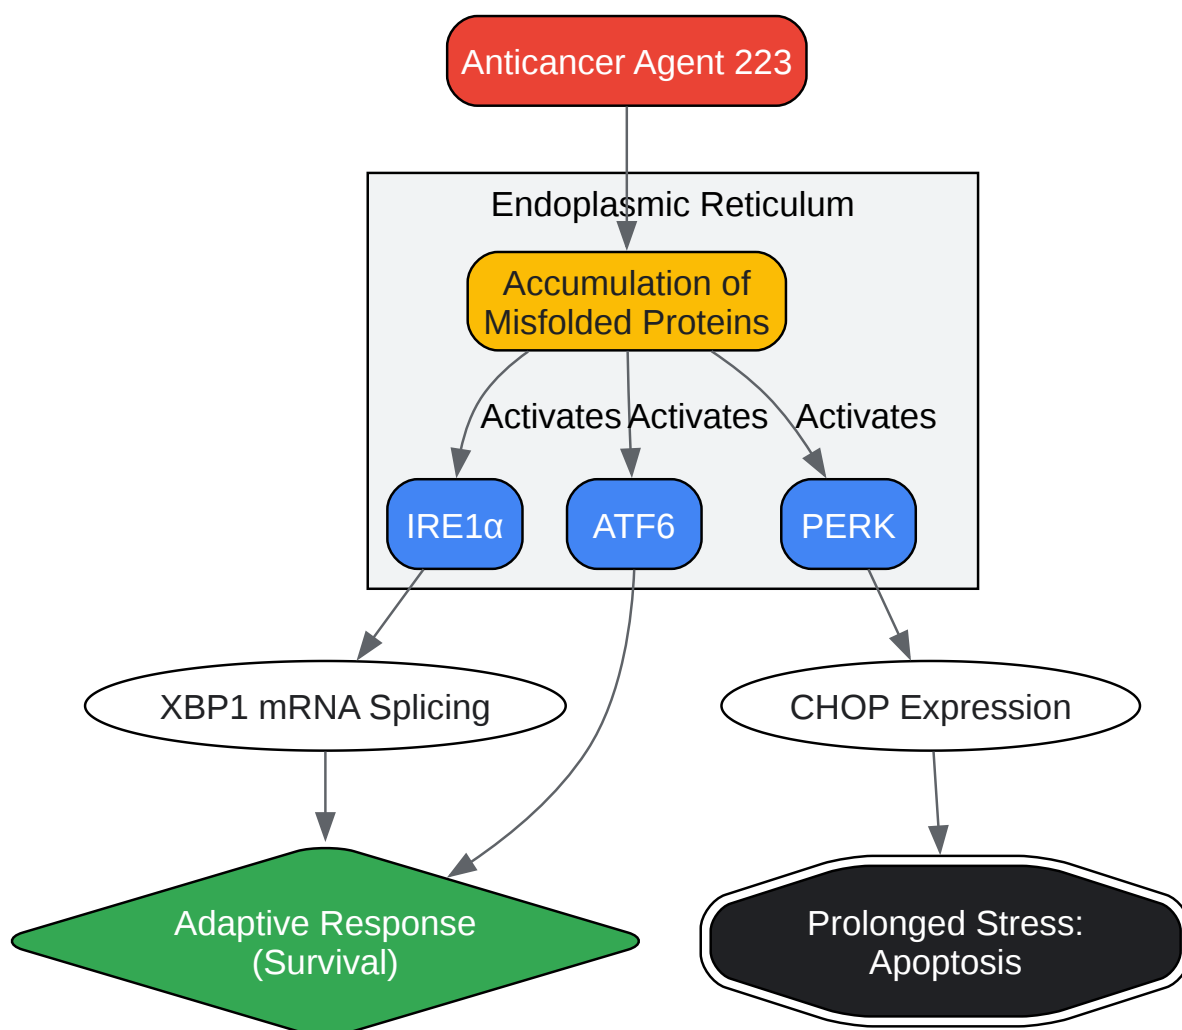 Anticancer Agent 223
Endoplasmic Reticulum
Accumulation of
Misfolded Proteins
Activates
Activates
Activates
IRE1α
ATF6
PERK
XBP1 mRNA Splicing
CHOP Expression
Adaptive Response
(Survival)
Prolonged Stress:
Apoptosis